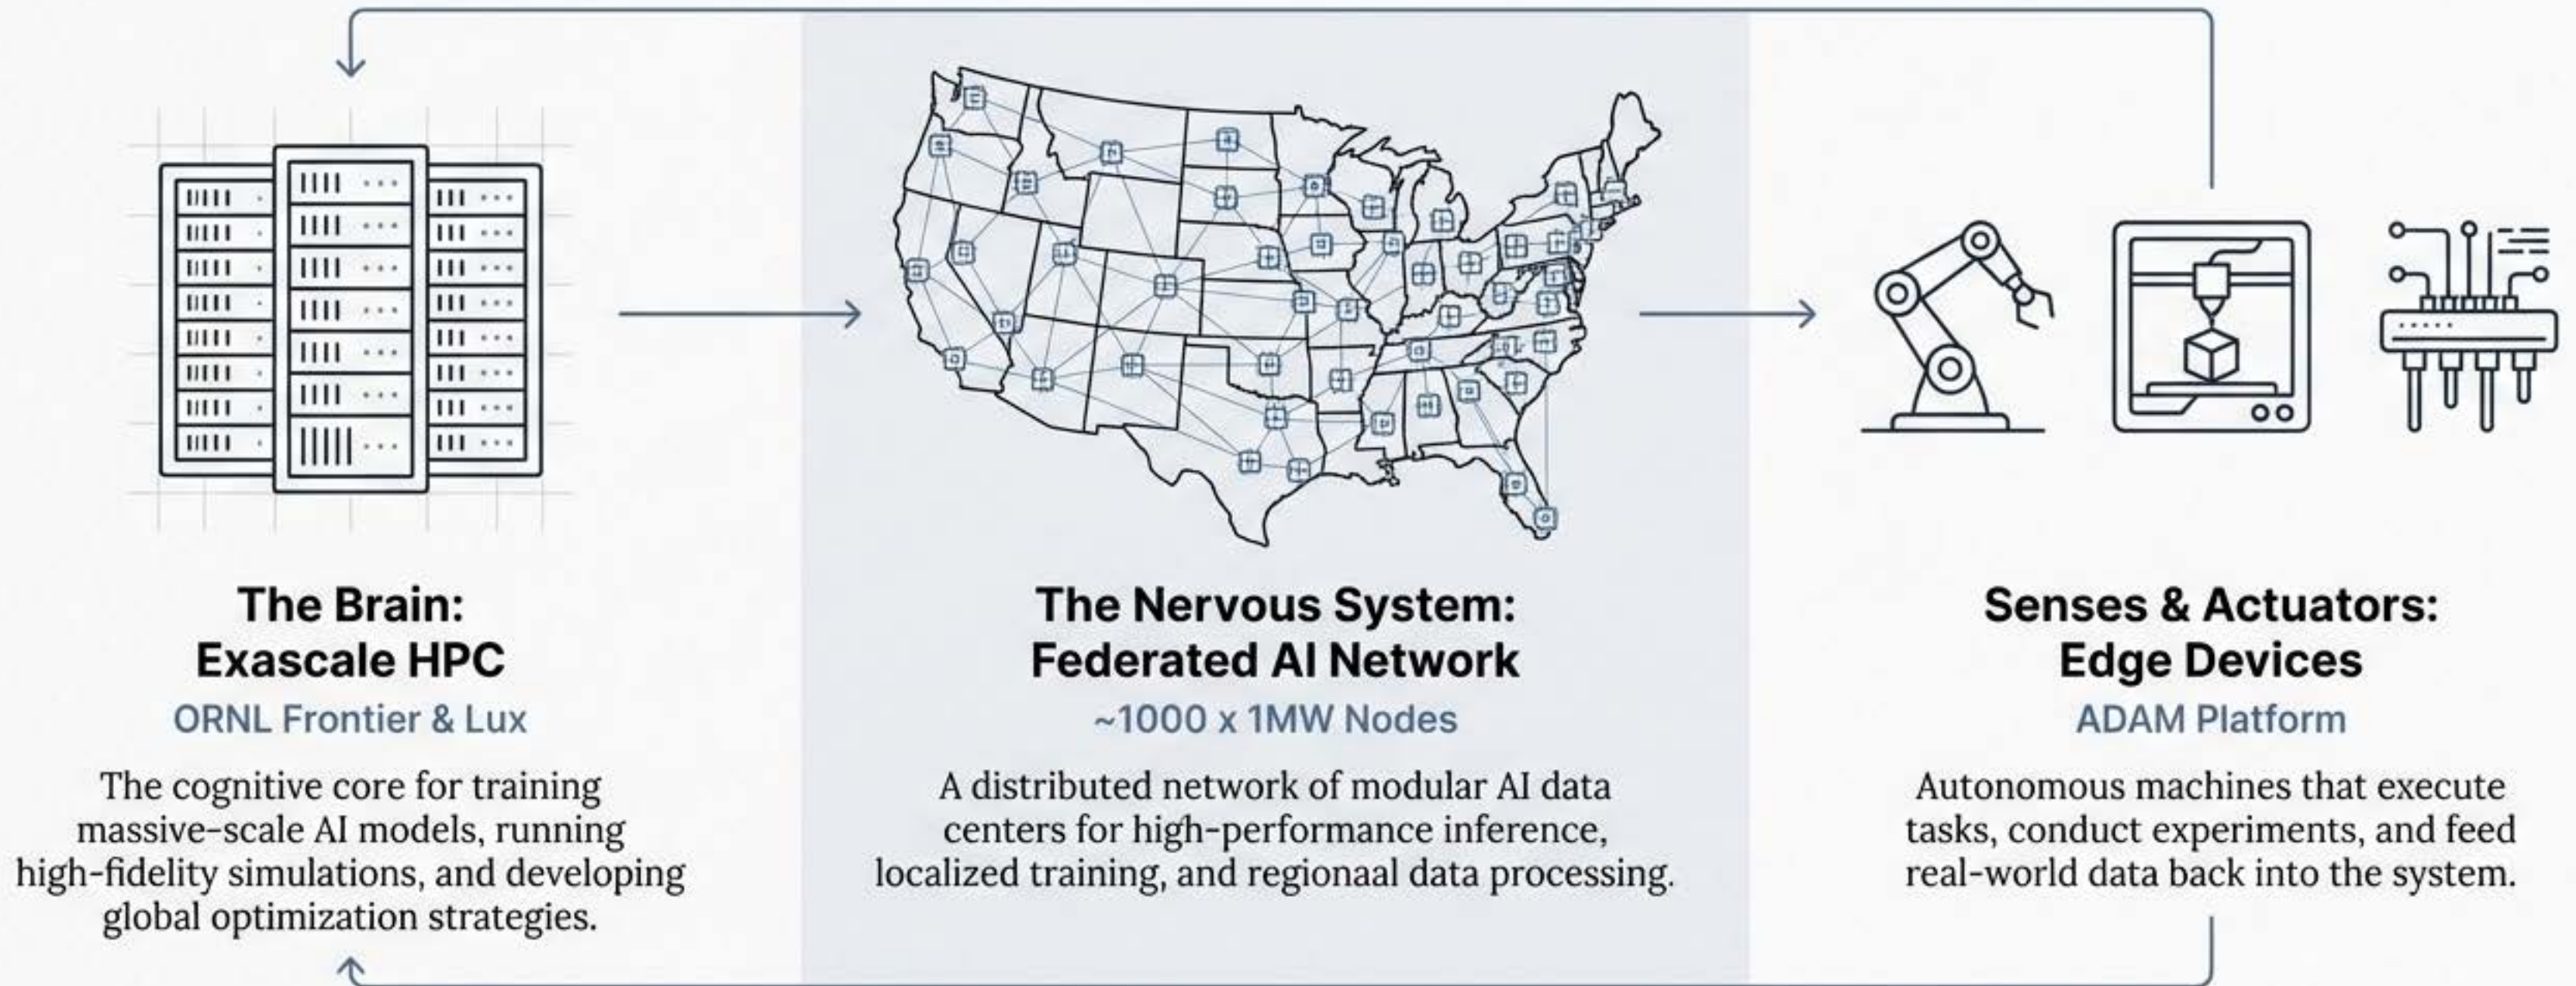 The Brain:
Exascale HPC
ORNL Frontier & Lux
The cognitive core for training
massive-scale AI models, running
high-fidelity simulations, and developing
global optimization strategies.
The Nervous System:
Federated AI Network
~1000 x 1MW Nodes
A distributed network of modular AI data
centers for high-performance inference,
localized training, and regionaal data processing.
Senses & Actuators:
Edge Devices
ADAM Platform
Autonomous machines that execute
tasks, conduct experiments, and feed
real-world data back into the system.